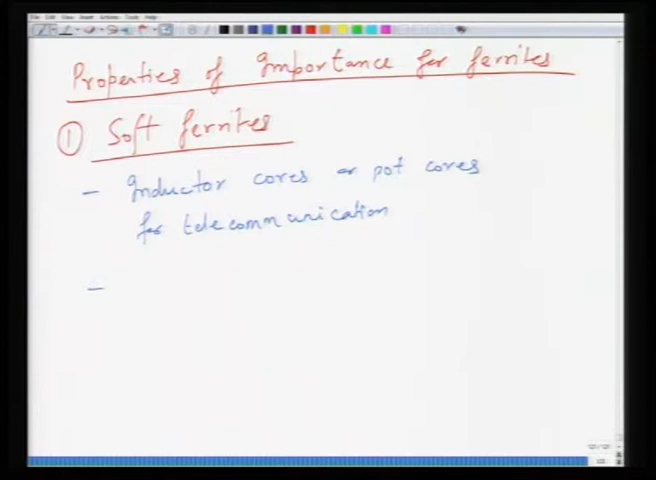 Properties of Importance for ferrites
① Soft ferrites
- Inductor cores or pot cores
for telecommunication
-